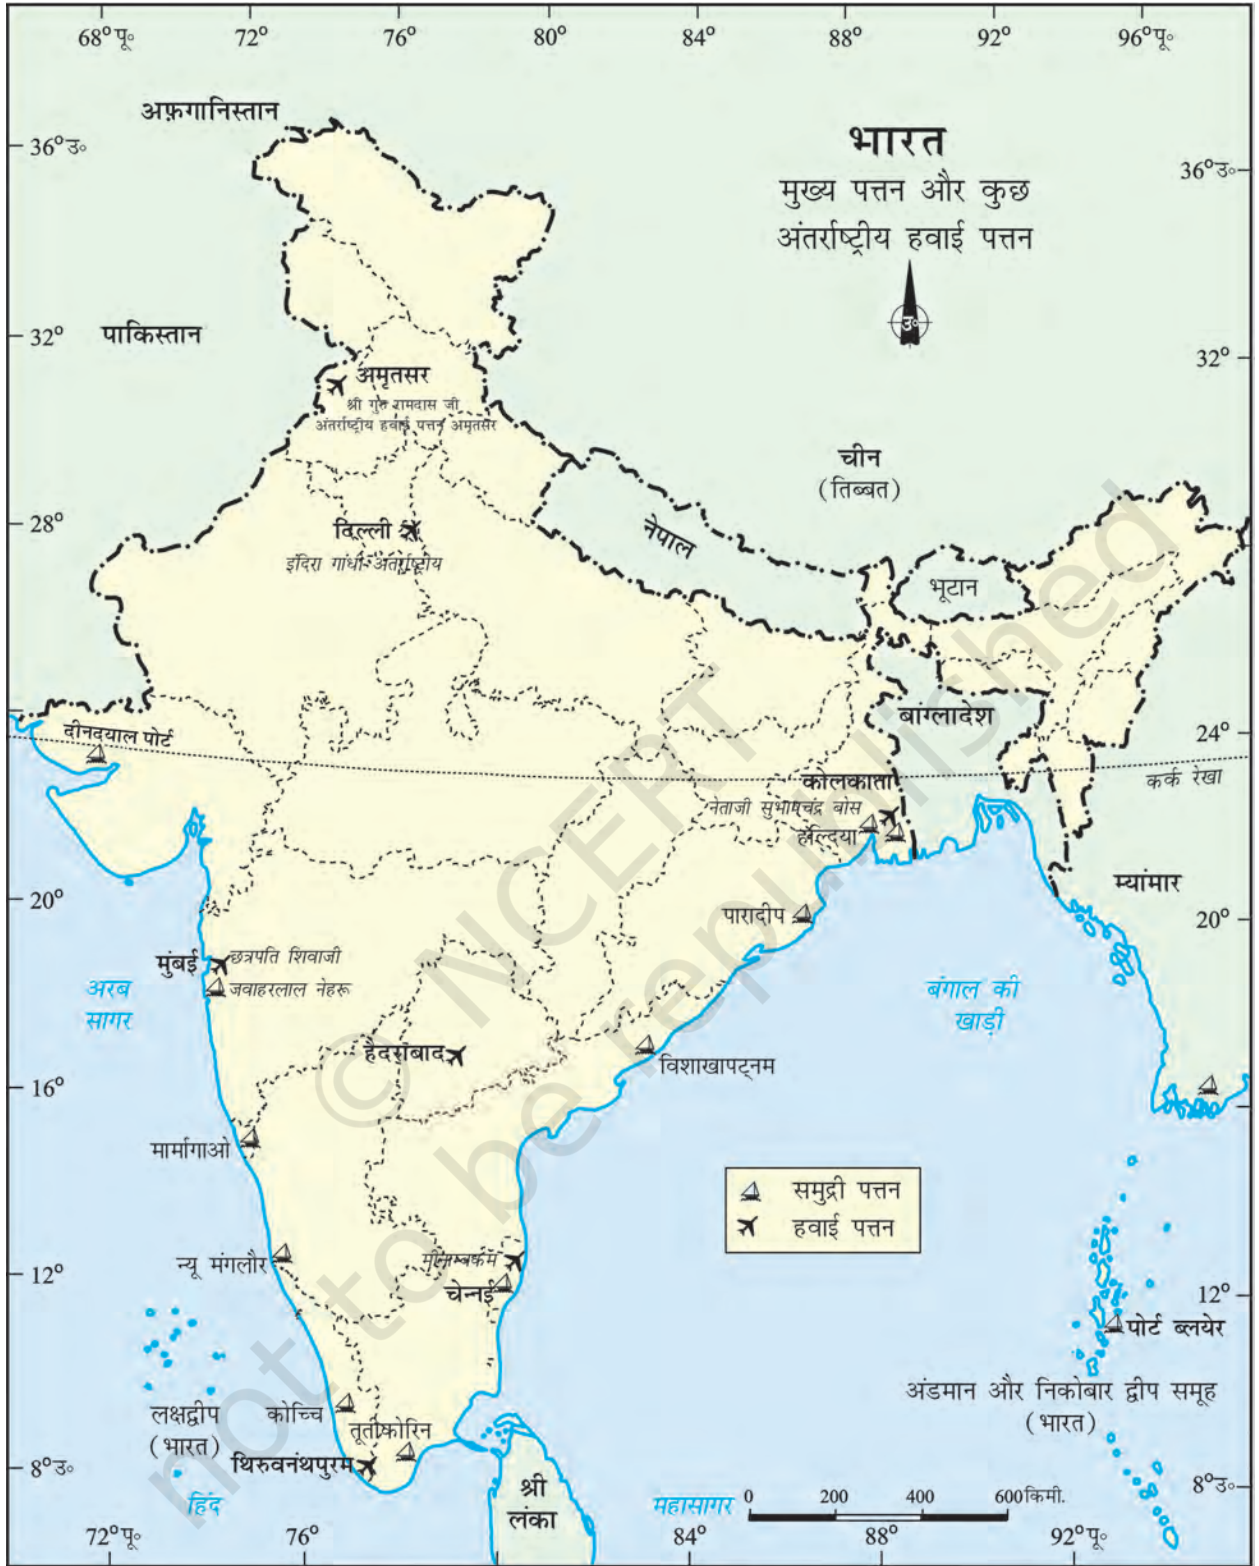 68°पू॰ 72° 76° 80° 84° 88° 92° 96°पू॰
अफ़गानिस्तान
भारत
मुख्य पत्तन और कुछ
अंतर्राष्ट्रीय हवाई पत्तन
36°उ॰
36°उ॰
उ॰
पाकिस्तान
32°
32°
अमृतसर
श्री गुरु रामदास जी
अंतर्राष्ट्रीय हवाई पत्तन अमृतसर
चीन
(तिब्बत)
28°
28°
दिल्ली
इंदिरा गांधी अंतर्राष्ट्रीय
नेपाल
भूटान
बांग्लादेश
दीनदयाल पोर्ट
24°
कर्क रेखा
कोलकाता
नेताजी सुभाषचंद्र बोस
हल्दिया
म्यांमार
20°
20°
पारादीप
मुंबई
छत्रपति शिवाजी
जवाहरलाल नेहरू
अरब
सागर
बंगाल की
खाड़ी
हैदराबाद
विशाखापट्नम
16°
16°
मार्मागाओ
समुद्री पत्तन
हवाई पत्तन
न्यू मंगलौर
मीनाम्बकम
चेन्नई
12°
12°
पोर्ट ब्लयेर
अंडमान और निकोबार द्वीप समूह
(भारत)
लक्षद्वीप
(भारत)
कोच्चि
तूतीकोरिन
थिरुवनंथपुरम
8°उ॰
8°उ॰
श्री
लंका
हिंद
महासागर
0 200 400 600किमी.
72°पू॰ 76° 84° 88° 92°पू॰
© NCERT
not to be republished